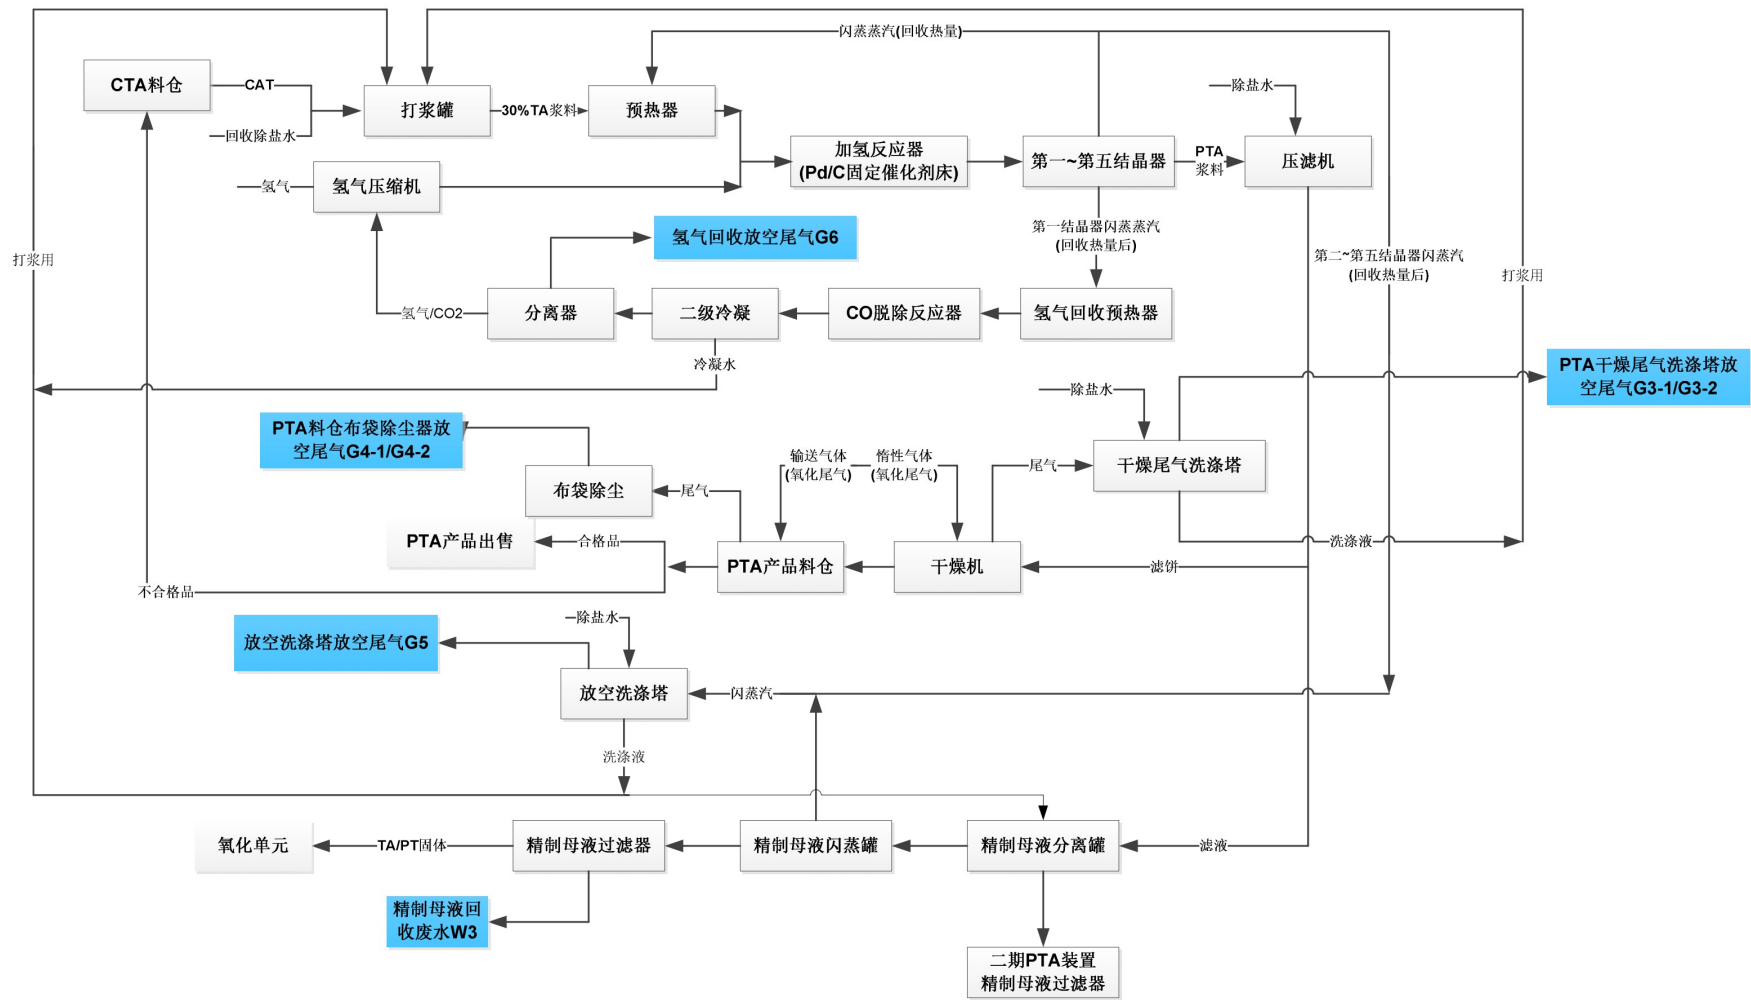 闪蒸蒸汽(回收热量)
CTA料仓
CAT
回收除盐水
打浆罐
30%TA浆料
预热器
除盐水
氢气
氢气压缩机
加氢反应器
(Pd/C固定催化剂床)
第一~第五结晶器
PTA
浆料
压滤机
打浆用
氢气回收放空尾气G6
第一结晶器闪蒸蒸汽
(回收热量后)
第二~第五结晶器闪蒸汽
(回收热量后)
打浆用
氢气/CO2
分离器
二级冷凝
CO脱除反应器
氢气回收预热器
冷凝水
PTA干燥尾气洗涤塔放
空尾气G3-1/G3-2
除盐水
PTA料仓布袋除尘器放
空尾气G4-1/G4-2
布袋除尘
尾气
输送气体
(氧化尾气)
惰性气体
(氧化尾气)
尾气
干燥尾气洗涤塔
PTA产品出售
合格品
洗涤液
PTA产品料仓
干燥机
滤饼
不合格品
除盐水
放空洗涤塔放空尾气G5
放空洗涤塔
闪蒸汽
洗涤液
氧化单元
TA/PT固体
精制母液过滤器
精制母液闪蒸罐
精制母液分离罐
滤液
精制母液回
收废水W3
二期PTA装置
精制母液过滤器